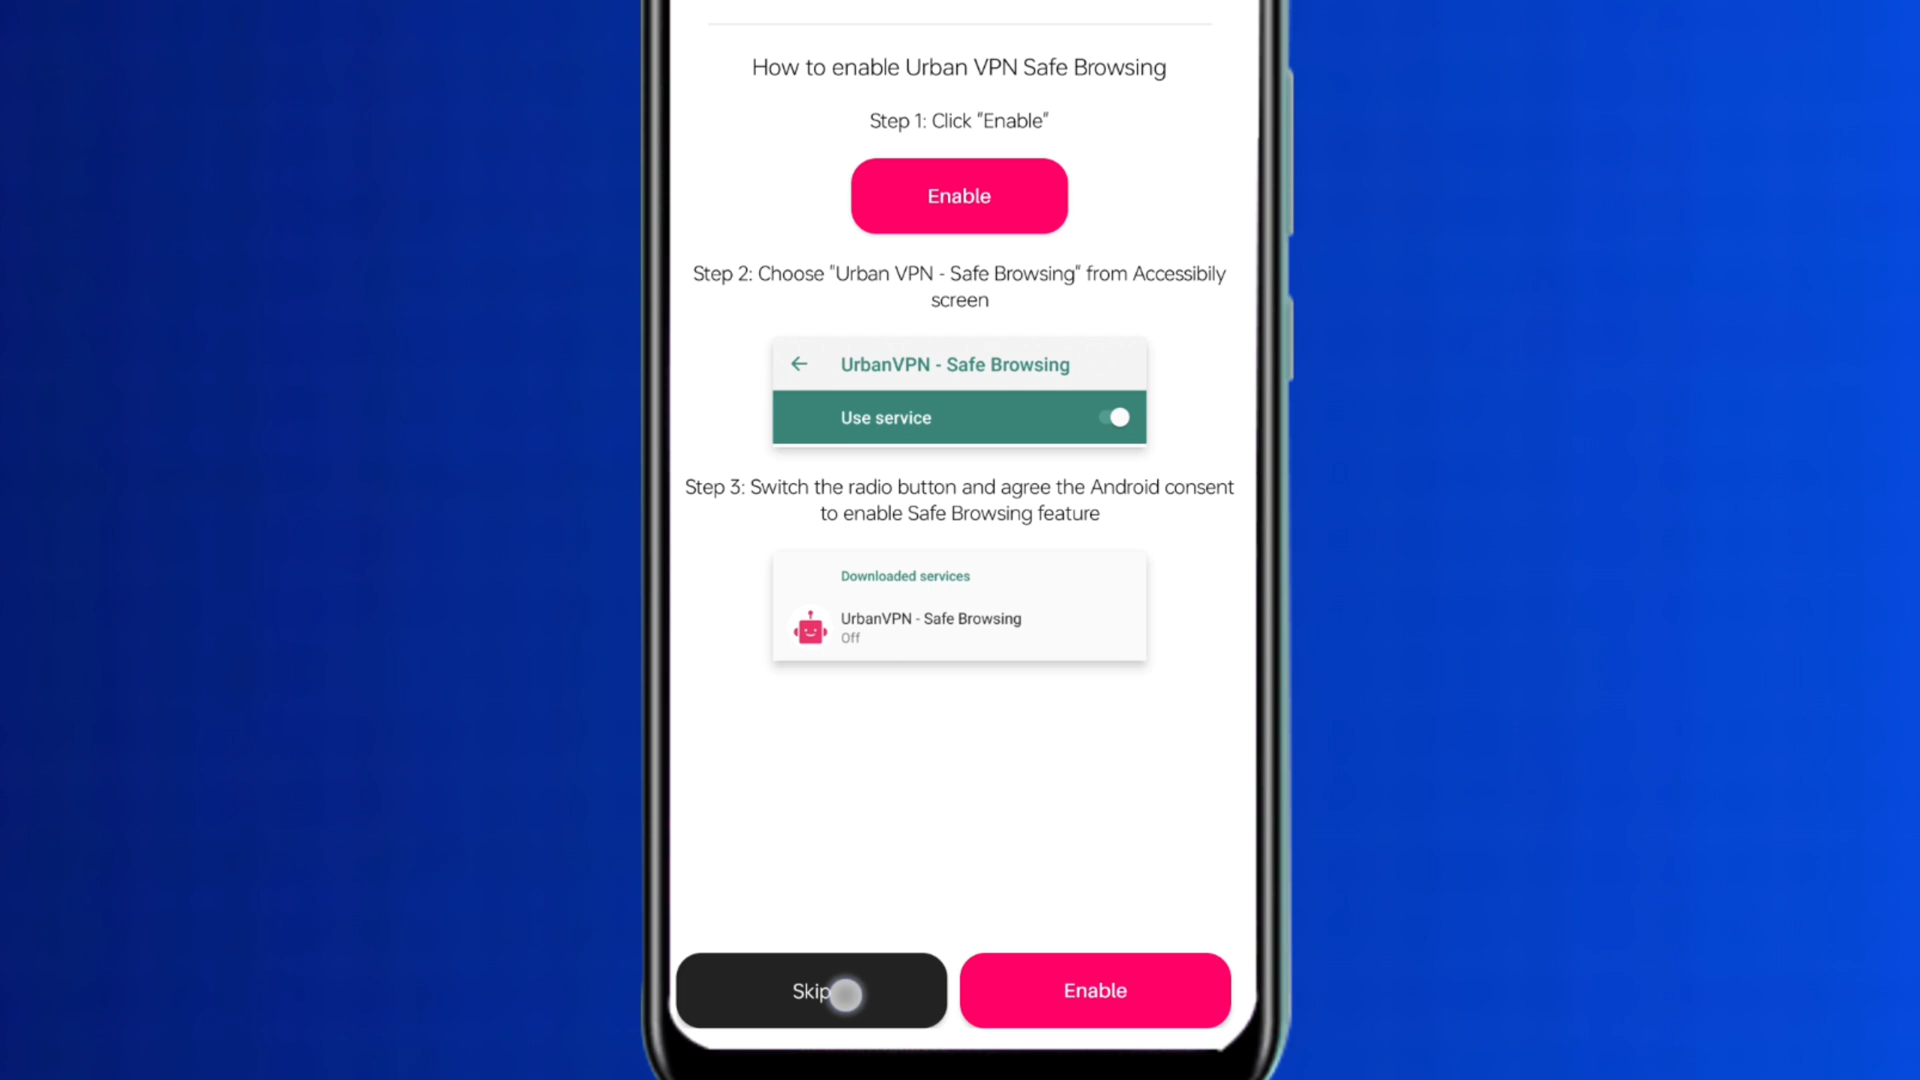 How to enable Urban VPN Safe Browsing
Step 1: Click "Enable"
Enable
Step 2: Choose "Urban VPN - Safe Browsing" from Accessibily
screen
UrbanVPN - Safe Browsing
Use service
Step 3: Switch the radio button and agree the Android consent
to enable Safe Browsing feature
Downloaded services
UrbanVPN - Safe Browsing
Off
Skip
Enable